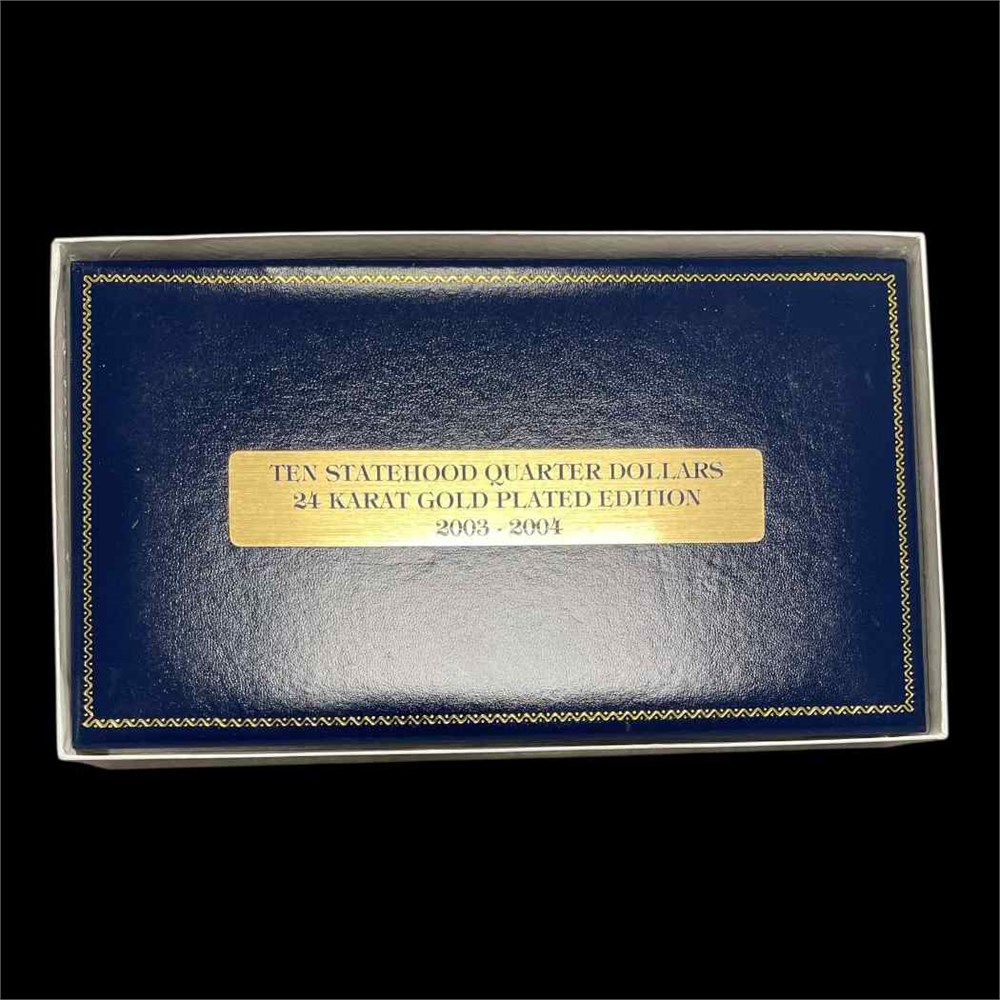 TEN STATEHOOD QUARTER DOLLARS
24 KARAT GOLD PLATED EDITION
2003 - 2004